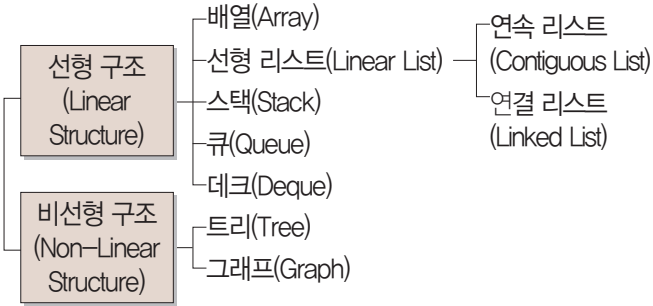 선형 구조
(Linear
Structure)
배열(Array)
선형 리스트(Linear List)
스택(Stack)
큐(Queue)
데크(Deque)
연속 리스트
(Contiguous List)
연결 리스트
(Linked List)
비선형 구조
(Non-Linear
Structure)
트리(Tree)
그래프(Graph)